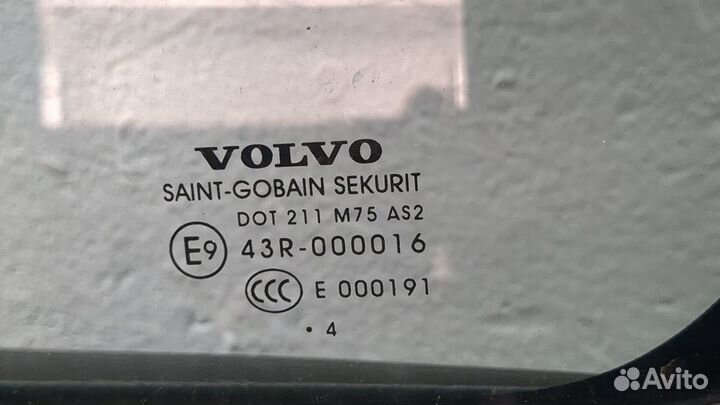 VOLVO
SAINT-GOBAIN SEKURIT
DOT 211 M75 AS2
E9 43R-000016
CCC E 000191
· 4
Avito